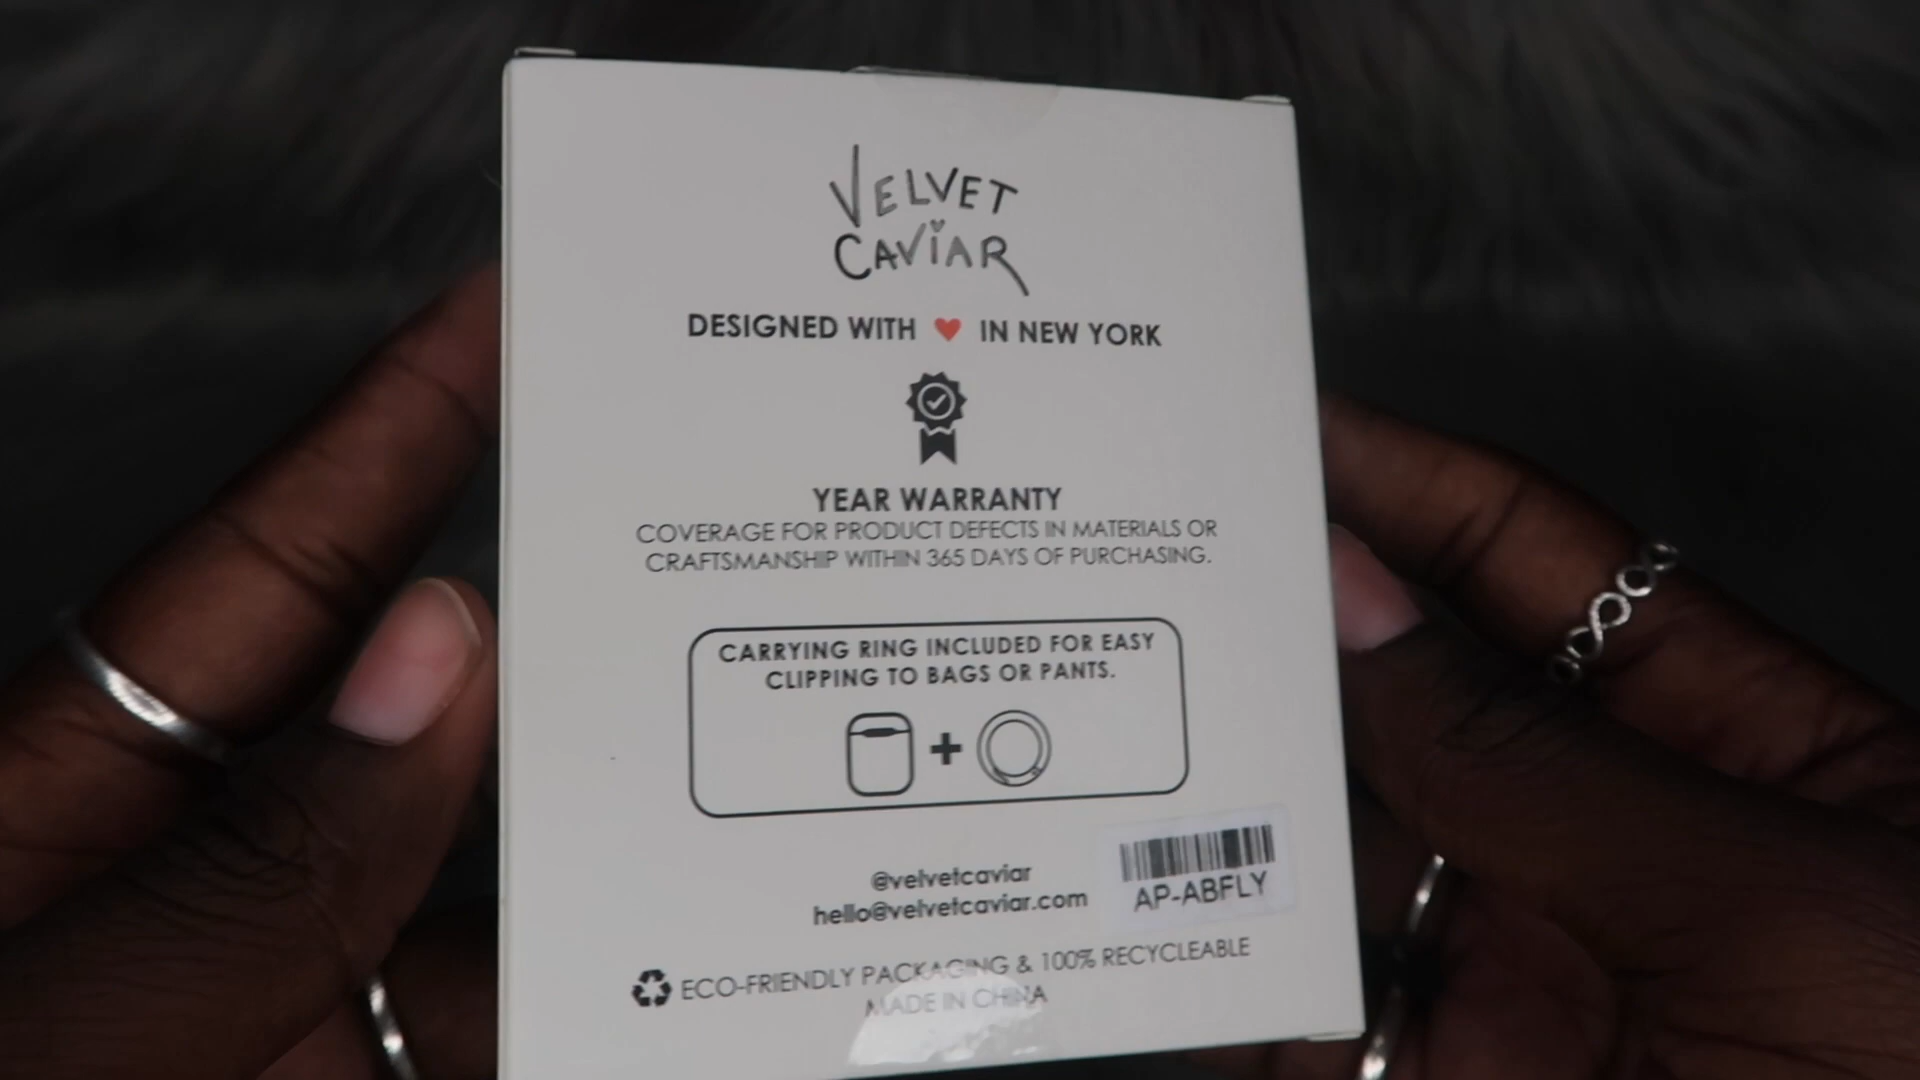 VELVET
CAVIAR
DESIGNED WITH ♥ IN NEW YORK
YEAR WARRANTY
COVERAGE FOR PRODUCT DEFECTS IN MATERIALS OR
CRAFTSMANSHIP WITHIN 365 DAYS OF PURCHASING.
CARRYING RING INCLUDED FOR EASY
CLIPPING TO BAGS OR PANTS.
+
@velvetcaviar
hello@velvetcaviar.com
AP-ABFLY
ECO-FRIENDLY PACKAGING & 100% RECYCLEABLE
MADE IN CHINA